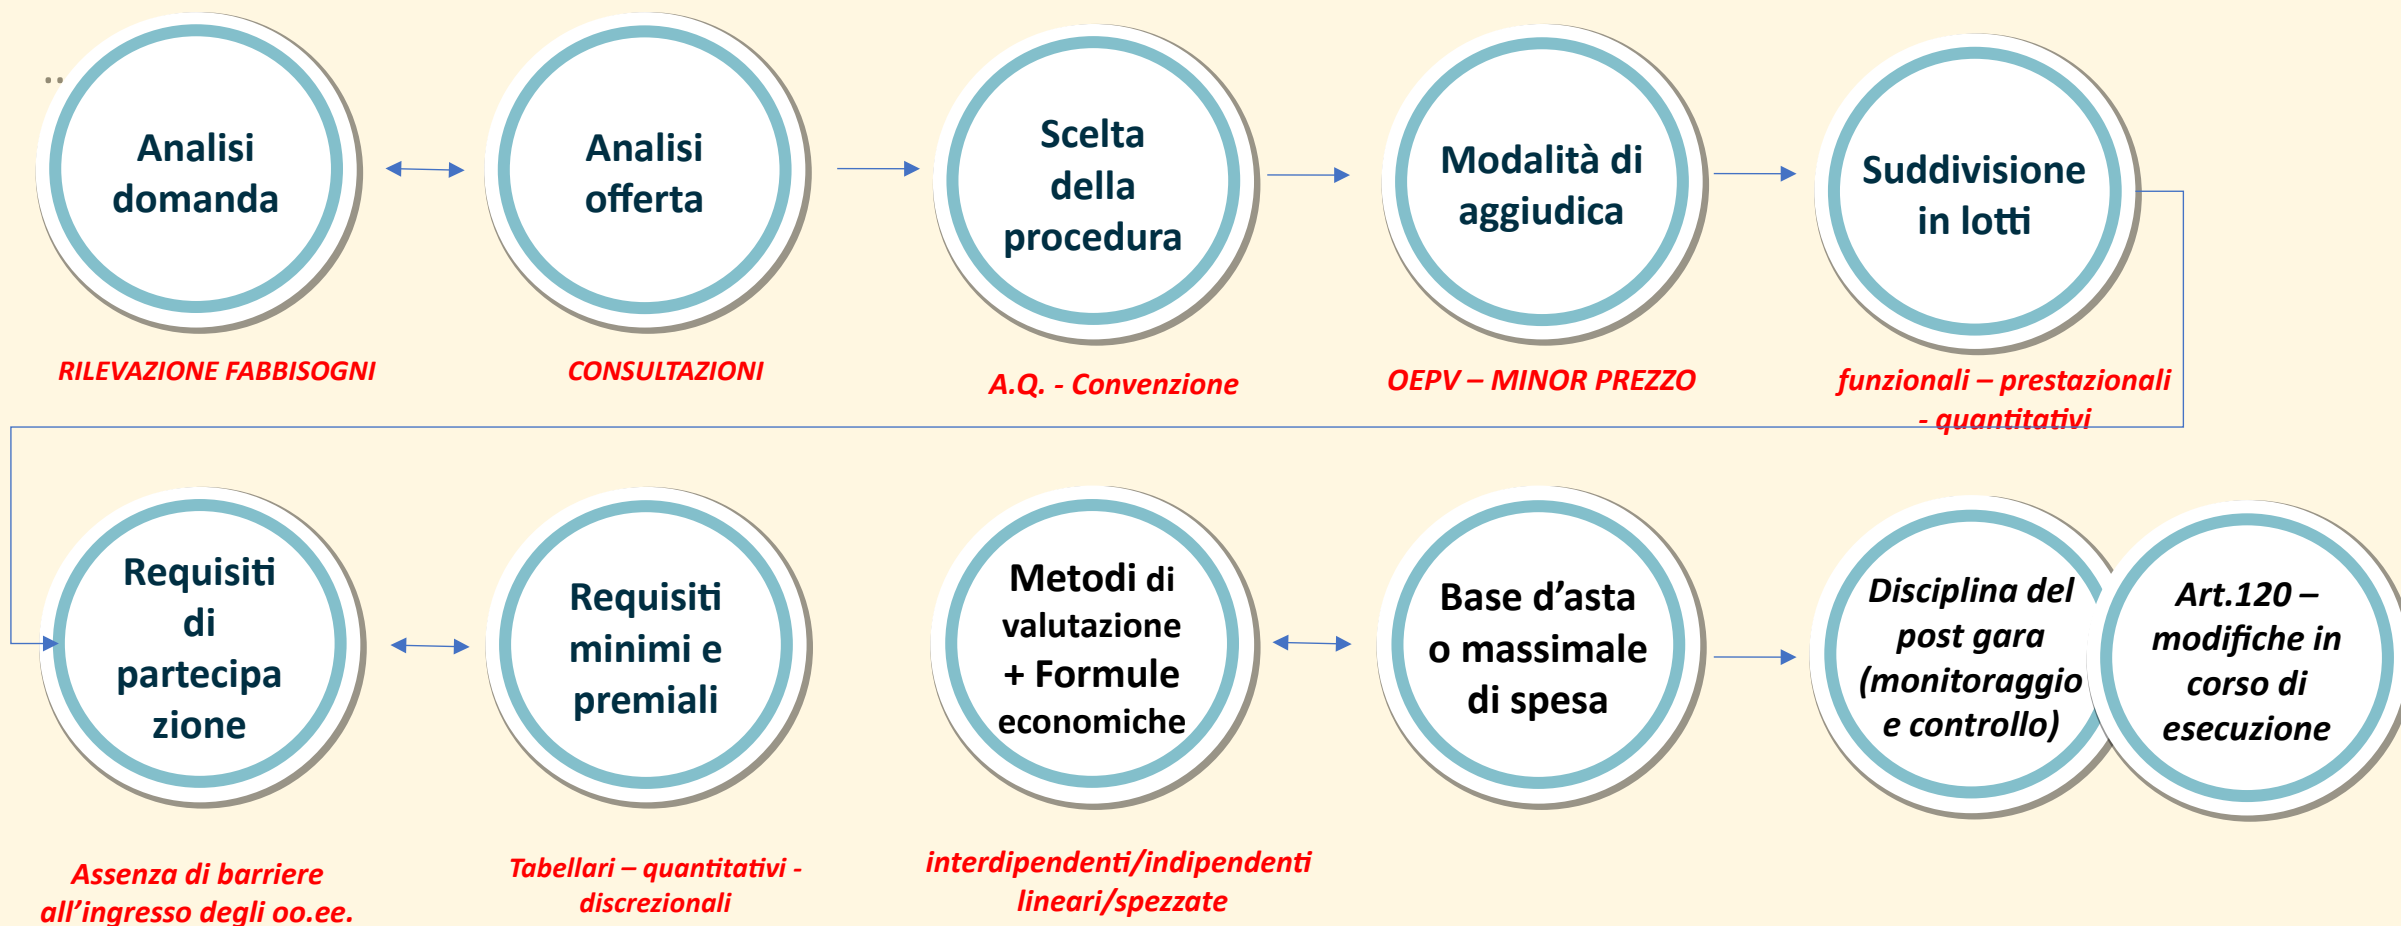 ..
Analisi
domanda
Analisi
offerta
Scelta
della
procedura
Modalità di
aggiudica
Suddivisione
in lotti
RILEVAZIONE FABBISOGNI
CONSULTAZIONI
A.Q. - Convenzione
OEPV – MINOR PREZZO
funzionali – prestazionali
- quantitativi
Requisiti
di
partecipa
zione
Requisiti
minimi e
premiali
Metodi di
valutazione
+ Formule
economiche
Base d’asta
o massimale
di spesa
Disciplina del
post gara
(monitoraggio
e controllo)
Art.120 –
modifiche in
corso di
esecuzione
Assenza di barriere
all’ingresso degli oo.ee.
Tabellari – quantitativi -
discrezionali
interdipendenti/indipendenti
lineari/spezzate